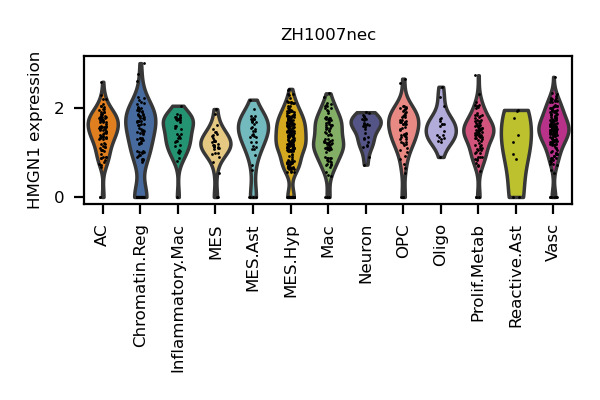 ZH1007nec
HMGN1 expression
2
0
AC
Chromatin.Reg
Inflammatory.Mac
MES
MES.Ast
MES.Hyp
Mac
Neuron
OPC
Oligo
Prolif.Metab
Reactive.Ast
Vasc